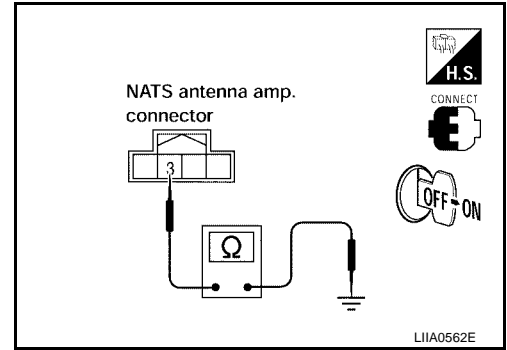 NATS antenna amp.
connector
H.S.
CONNECT
3
OFF
ON
Ω
LIIA0562E